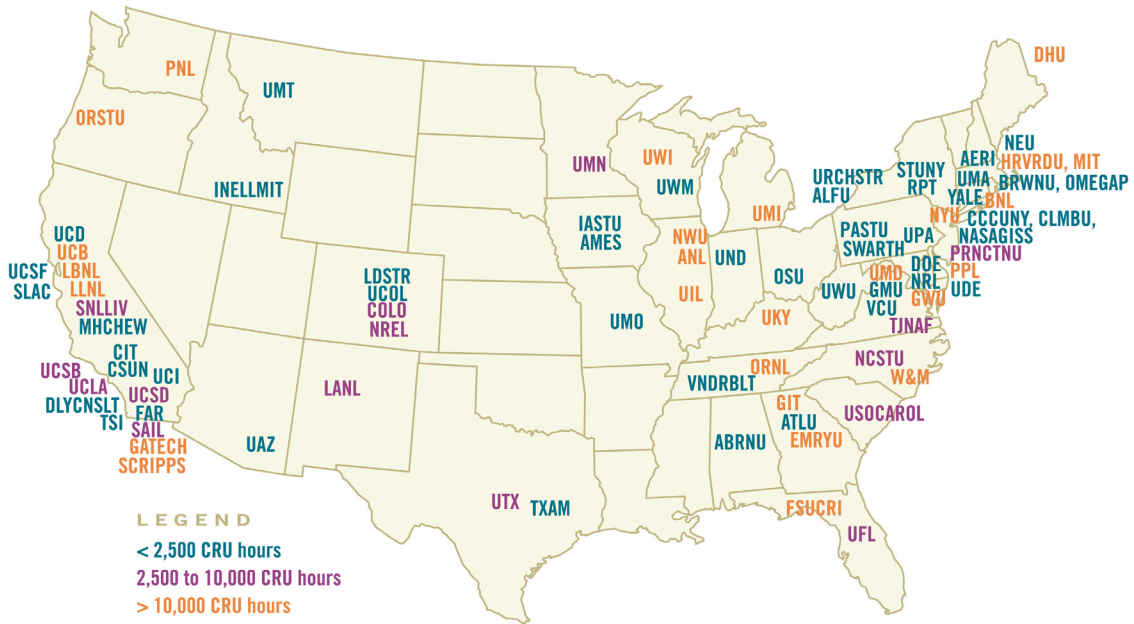 DHU
PNL
UMT
ORSTU
NEU
UMN
UWI
AERI
HRVRDU, MIT
STUNY
URCHSTR
ALFU
RPT
UMA
BRWNU, OMEGAP
INELLMIT
UWM
YALE
BNL
UMI
NYU
CCCUNY, CLMBU,
NASAGISS
IASTU
AMES
NWU
ANL
UND
PASTU
SWARTH
UPA
PRNCTNU
UCD
UCB
LBNL
LLNL
UCSF
SLAC
SNLLIV
MHCHEW
LDSTR
UCOL
COLO
NREL
UIL
OSU
UWU
UMD
GMU
VCU
DOE
NRL
GWU
PPL
UDE
UMO
UKY
TJNAF
CIT
CSUN
UCI
UCSB
UCLA
DLYCNSLT
TSI
UCSD
FAR
SAIL
GATECH
SCRIPPS
LANL
VNDRBLT
ORNL
NCSTU
W&M
GIT
ATLU
EMRYU
USOCAROL
UAZ
ABRNU
UTX
TXAM
FSUCRI
UFL
LEGEND
< 2,500 CRU hours
2,500 to 10,000 CRU hours
> 10,000 CRU hours